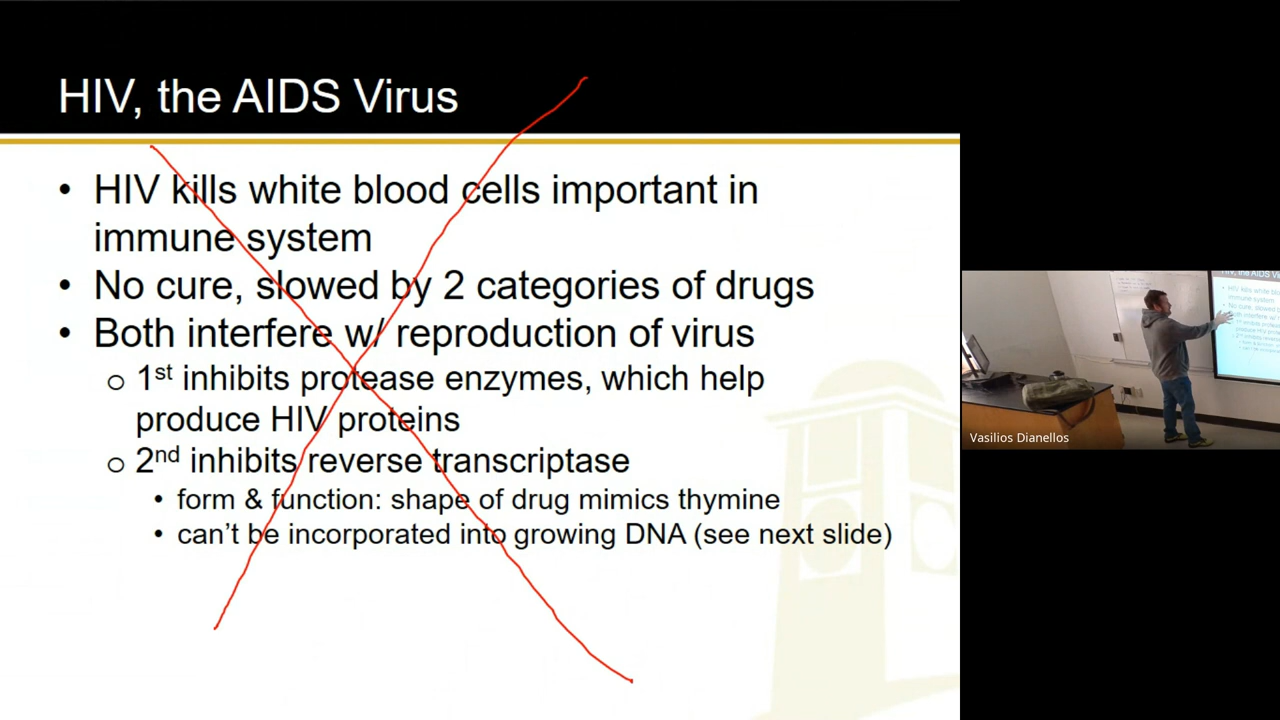 HIV, the AIDS Virus
• HIV kills white blood cells important in
immune system
• No cure, slowed by 2 categories of drugs
• Both interfere w/ reproduction of virus
o 1st inhibits protease enzymes, which help
produce HIV proteins
o 2nd inhibits reverse transcriptase
• form & function: shape of drug mimics thymine
• can’t be incorporated into growing DNA (see next slide)
Vasilios Dianellos